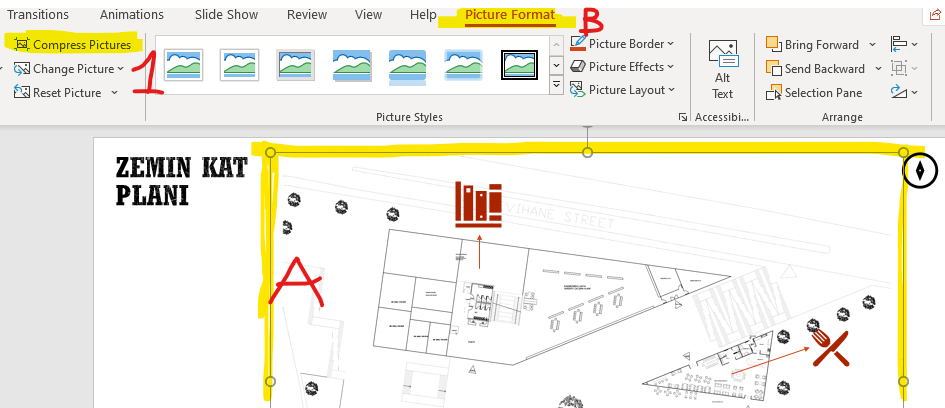 Transitions Animations Slide Show Review View Help Picture Format B
Compress Pictures
Change Picture
Reset Picture
1
Picture Border
Picture Effects
Picture Layout
Alt
Text
Bring Forward
Send Backward
Selection Pane
Picture Styles
Accessibi...
Arrange
ZEMIN KAT
PLANI
VIHANE STREET
A